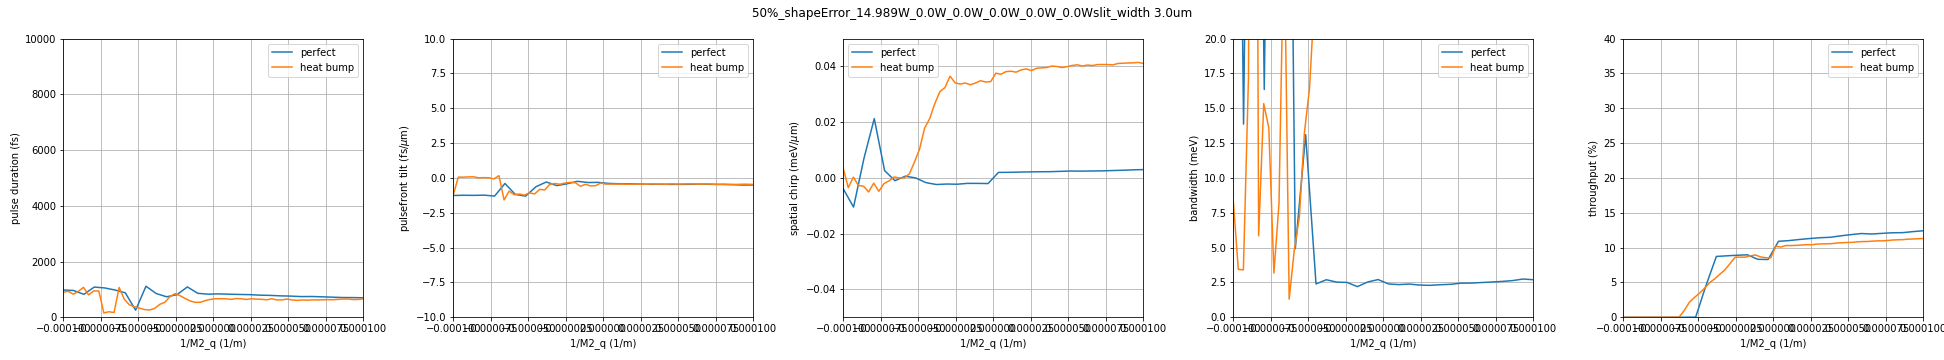 50%_shapeError_14.989W_0.0W_0.0W_0.0W_0.0W_0.0Wslit_width 3.0um
pulse duration (fs)
10000
8000
6000
4000
2000
0
perfect
heat bump
1/M2_q (1/m)
pulsefront tilt (fs/μm)
10.0
7.5
5.0
2.5
0.0
−2.5
−5.0
−7.5
−10.0
perfect
heat bump
1/M2_q (1/m)
spatial chirp (meV/μm)
0.04
0.02
0.00
−0.02
−0.04
perfect
heat bump
1/M2_q (1/m)
bandwidth (meV)
20.0
17.5
15.0
12.5
10.0
7.5
5.0
2.5
0.0
perfect
heat bump
1/M2_q (1/m)
throughput (%)
40
35
30
25
20
15
10
5
0
perfect
heat bump
1/M2_q (1/m)